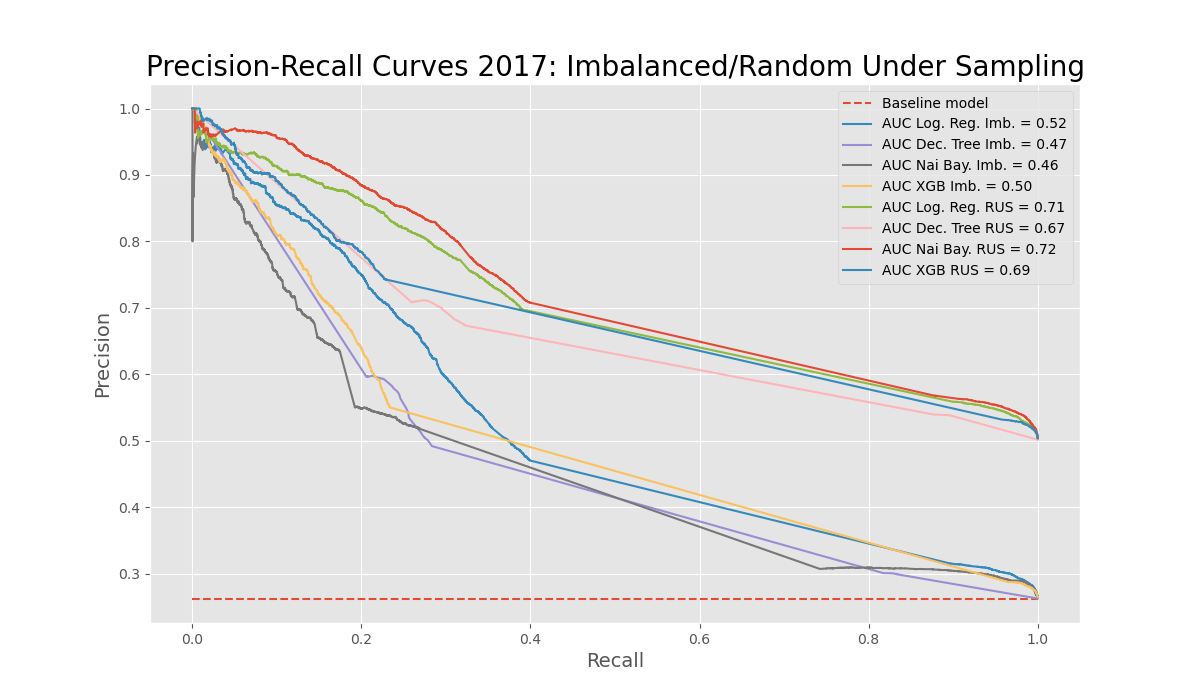 Precision-Recall Curves 2017: Imbalanced/Random Under Sampling
Baseline model
AUC Log. Reg. Imb. = 0.52
AUC Dec. Tree Imb. = 0.47
AUC Nai Bay. Imb. = 0.46
AUC XGB Imb. = 0.50
AUC Log. Reg. RUS = 0.71
AUC Dec. Tree RUS = 0.67
AUC Nai Bay. RUS = 0.72
AUC XGB RUS = 0.69
Precision
1.0
0.9
0.8
0.7
0.6
0.5
0.4
0.3
0.0 0.2 0.4 0.6 0.8 1.0
Recall